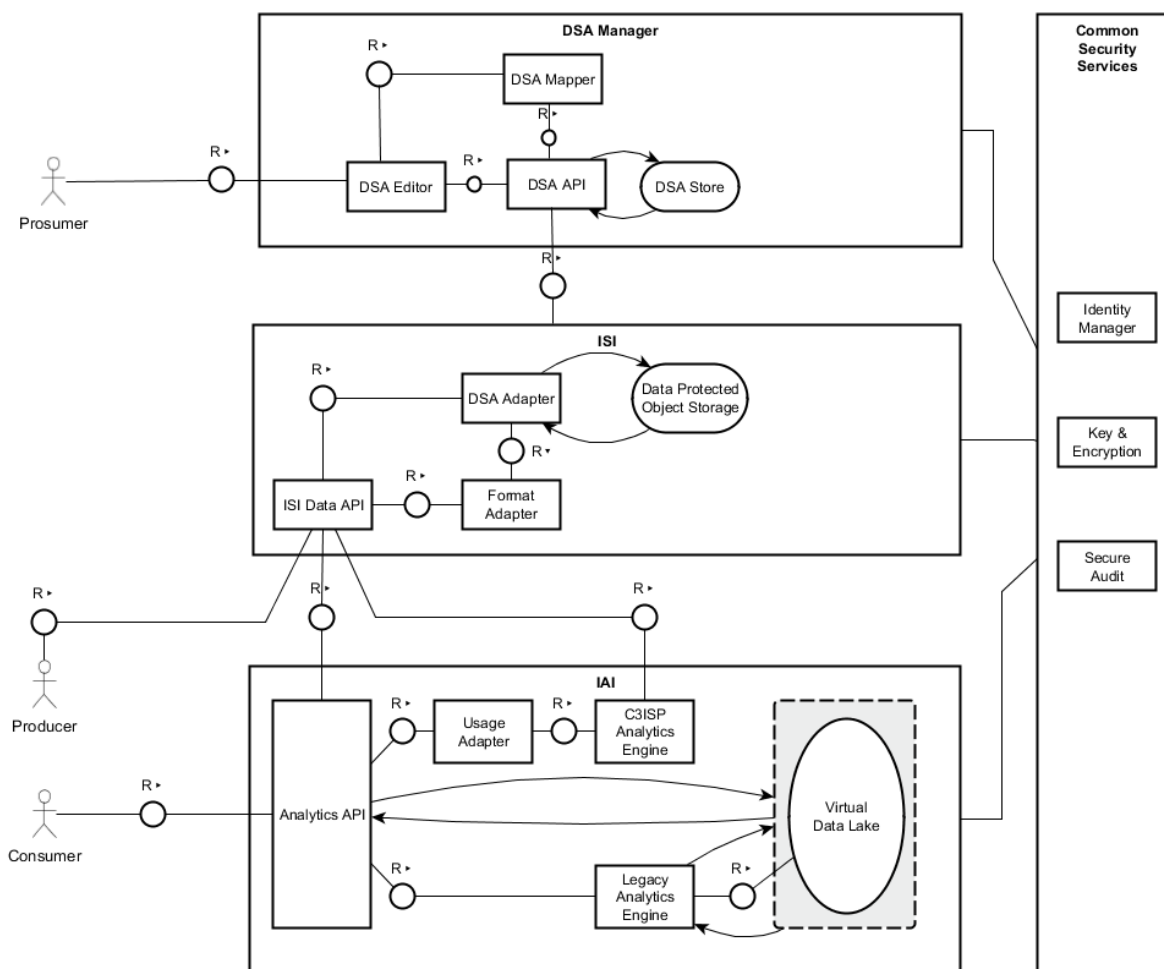 DSA Manager
Common
Security
Services
R ▸
DSA Mapper
R ▸
R ▸
R ▸
DSA Editor
DSA API
DSA Store
Prosumer
R ▸
Identity
Manager
ISI
R ▸
DSA Adapter
Data Protected
Object Storage
R ▾
Key &
Encryption
R ▸
ISI Data API
Format
Adapter
Secure
Audit
R ▸
R ▸
R ▸
Producer
IAI
R ▸
Usage
Adapter
R ▸
C3ISP
Analytics
Engine
R ▸
Analytics API
Virtual
Data Lake
Consumer
R ▸
Legacy
Analytics
Engine
R ▸